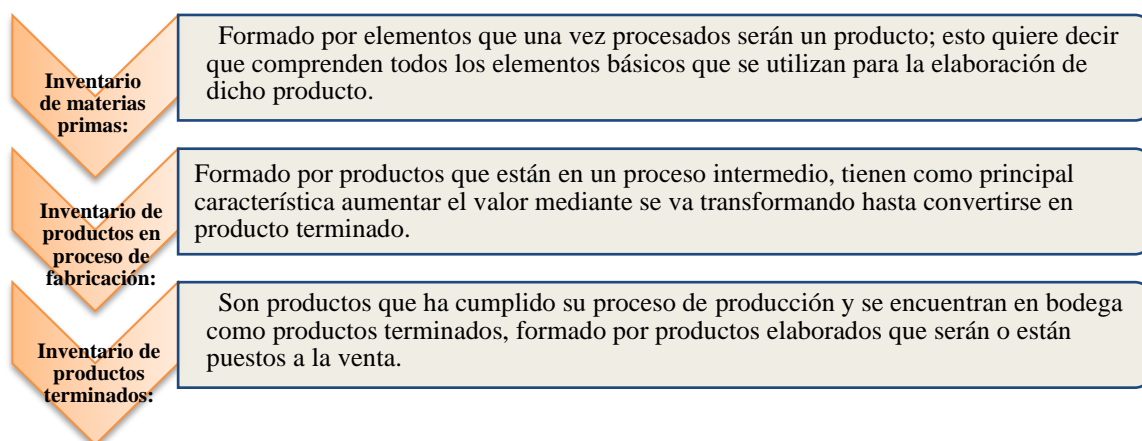 Inventario
de materias
primas:
Formado por elementos que una vez procesados serán un producto; esto quiere decir
que comprenden todos los elementos básicos que se utilizan para la elaboración de
dicho producto.
Inventario de
productos en
proceso de
fabricación:
Formado por productos que están en un proceso intermedio, tienen como principal
característica aumentar el valor mediante se va transformando hasta convertirse en
producto terminado.
Inventario de
productos
terminados:
Son productos que ha cumplido su proceso de producción y se encuentran en bodega
como productos terminados, formado por productos elaborados que serán o están
puestos a la venta.